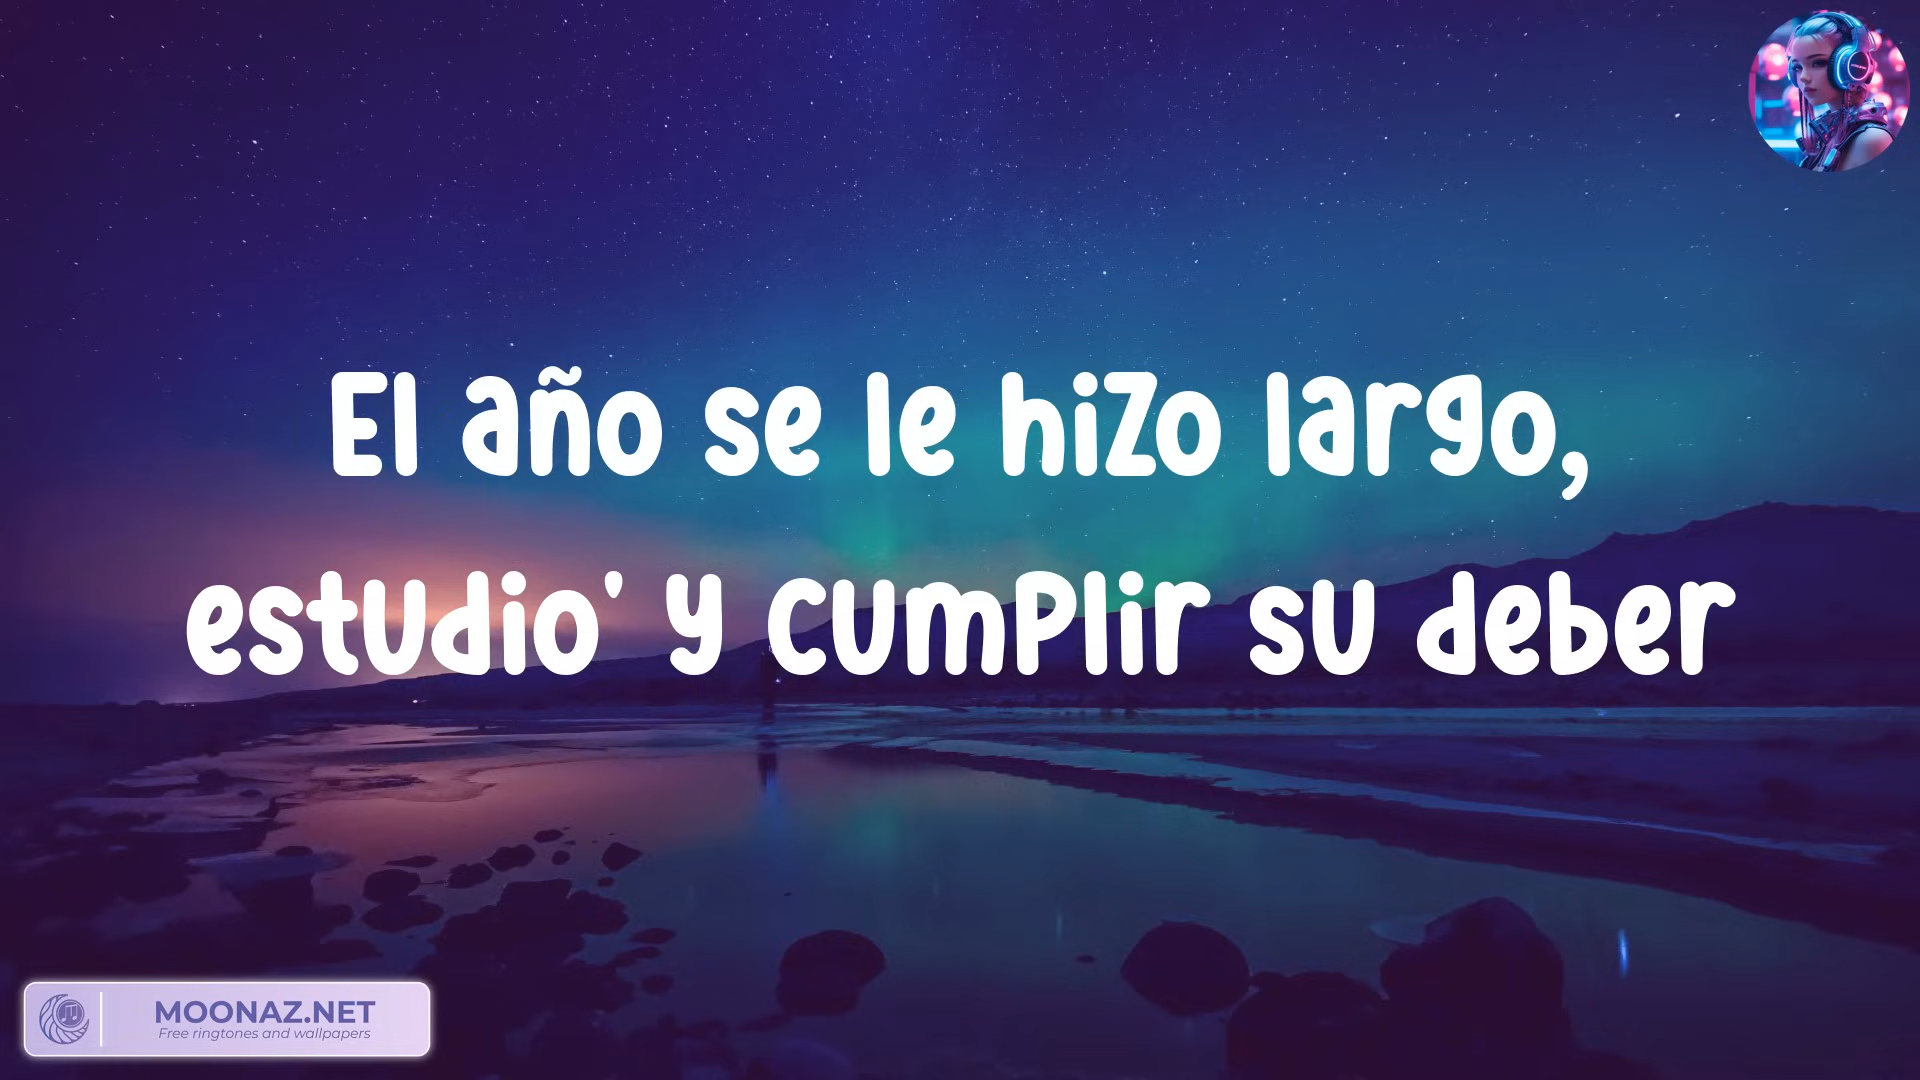 El año se le hizo largo,
estudio' y cumplir su deber
MOONAZ.NET
Free ringtones and wallpapers